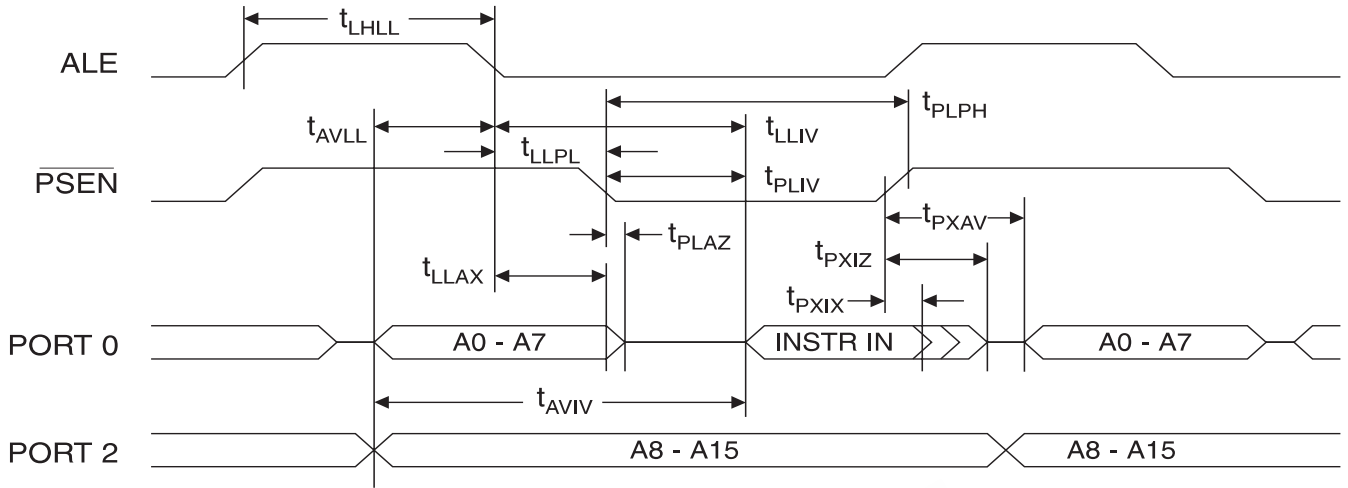 tLHLL
ALE
tPLPH
tAVLL
tLLIV
tLLPL
PSEN
tPLIV
tPXAV
tPLAZ
tPXIZ
tLLAX
tPXIX
PORT 0
A0 - A7
INSTR IN
A0 - A7
tAVIV
PORT 2
A8 - A15
A8 - A15